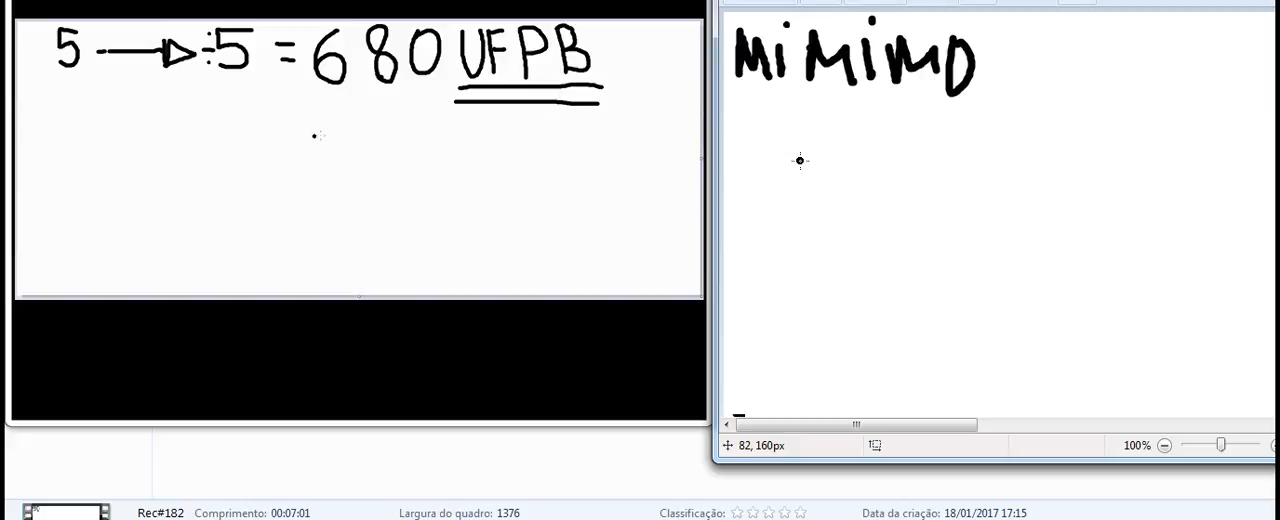 5 → ÷5 = 680 UFPB
MiMiMO
82, 160px
100%
Rec#182 Comprimento: 00:07:01 Largura do quadro: 1376 Classificação: Data da criação: 18/01/2017 17:15